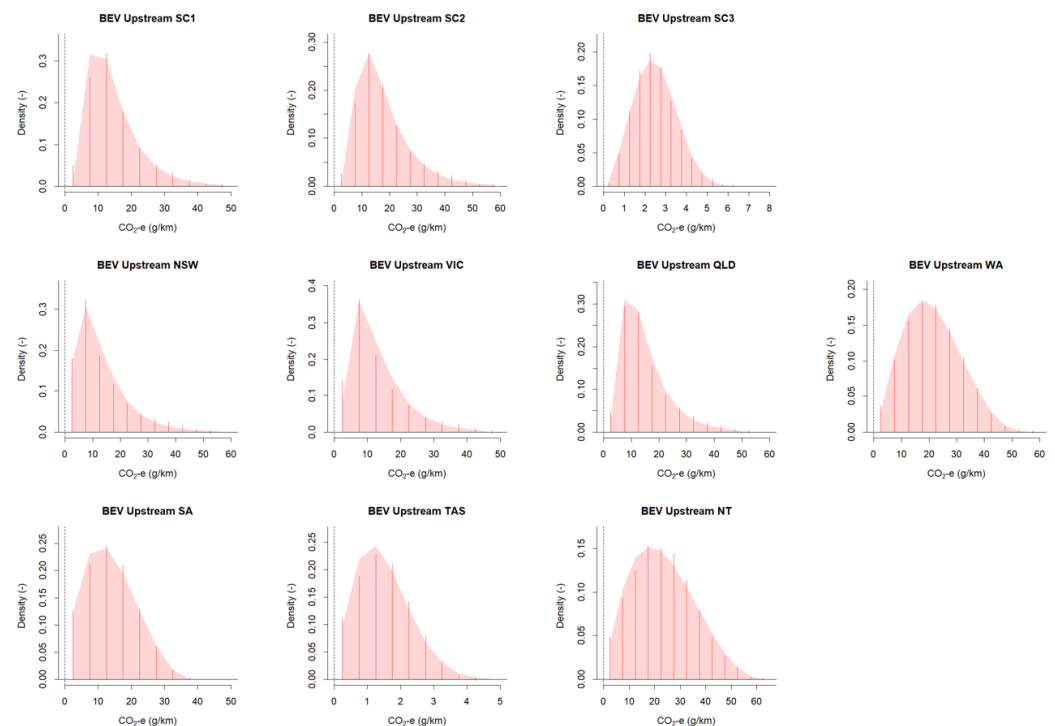 BEV Upstream SC1
Density (-)
0.0 0.1 0.2 0.3
0 10 20 30 40 50
CO₂-e (g/km)
BEV Upstream SC2
Density (-)
0.00 0.10 0.20 0.30
0 10 20 30 40 50 60
CO₂-e (g/km)
BEV Upstream SC3
Density (-)
0.00 0.05 0.10 0.15 0.20
0 1 2 3 4 5 6 7 8
CO₂-e (g/km)
BEV Upstream NSW
Density (-)
0.0 0.1 0.2 0.3
0 10 20 30 40 50 60
CO₂-e (g/km)
BEV Upstream VIC
Density (-)
0.0 0.1 0.2 0.3 0.4
0 10 20 30 40 50
CO₂-e (g/km)
BEV Upstream QLD
Density (-)
0.00 0.10 0.20 0.30
0 10 20 30 40 50 60
CO₂-e (g/km)
BEV Upstream WA
Density (-)
0.00 0.05 0.10 0.15 0.20
0 10 20 30 40 50 60
CO₂-e (g/km)
BEV Upstream SA
Density (-)
0.00 0.05 0.10 0.15 0.20 0.25
0 10 20 30 40 50
CO₂-e (g/km)
BEV Upstream TAS
Density (-)
0.00 0.05 0.10 0.15 0.20 0.25
0 1 2 3 4 5
CO₂-e (g/km)
BEV Upstream NT
Density (-)
0.00 0.05 0.10 0.15
0 10 20 30 40 50 60 70
CO₂-e (g/km)